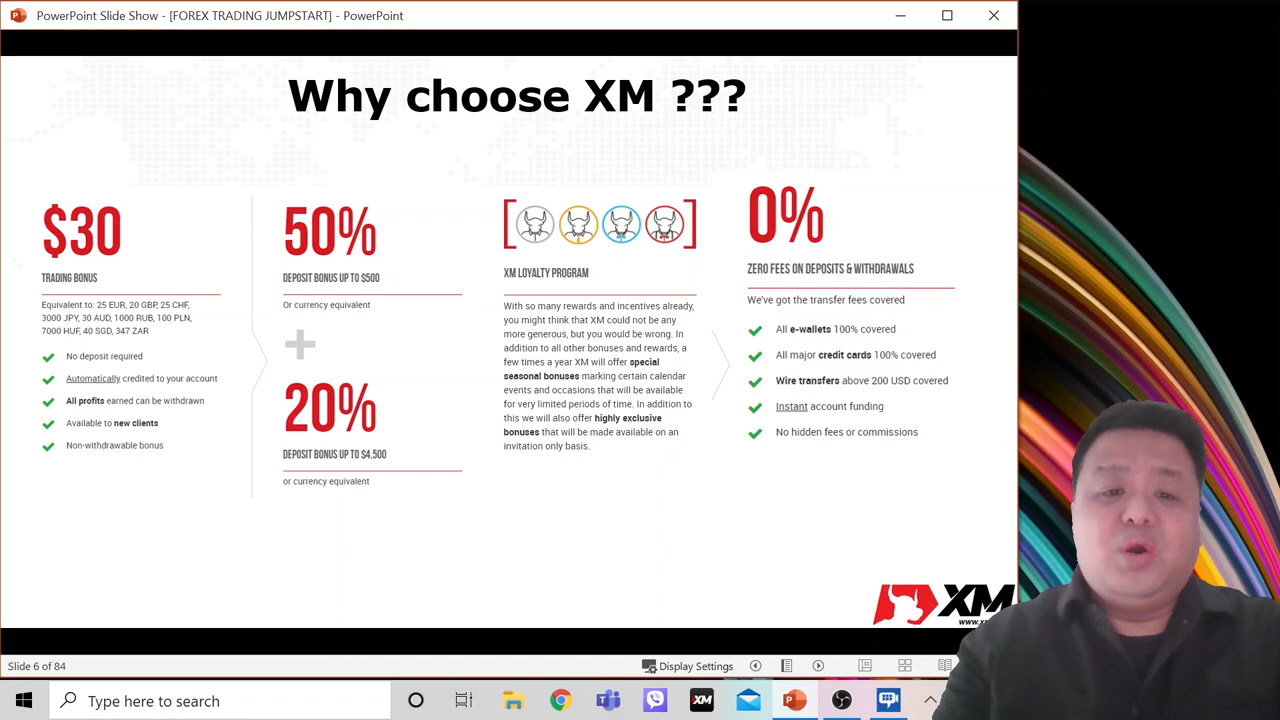 PowerPoint Slide Show - [FOREX TRADING JUMPSTART] - PowerPoint
Why choose XM ???
$30
TRADING BONUS
Equivalent to: 25 EUR, 20 GBP, 25 CHF,
3000 JPY, 30 AUD, 1000 RUB, 100 PLN,
7000 HUF, 40 SGD, 347 ZAR
No deposit required
Automatically credited to your account
All profits earned can be withdrawn
Available to new clients
Non-withdrawable bonus
50%
DEPOSIT BONUS UP TO $500
Or currency equivalent
20%
DEPOSIT BONUS UP TO $4,500
or currency equivalent
XM LOYALTY PROGRAM
With so many rewards and incentives already,
you might think that XM could not be any
more generous, but you would be wrong. In
addition to all other bonuses and rewards, a
few times a year XM will offer special
seasonal bonuses marking certain calendar
events and occasions that will be available
for very limited periods of time. In addition to
this we will also offer highly exclusive
bonuses that will be made available on an
invitation only basis.
0%
ZERO FEES ON DEPOSITS & WITHDRAWALS
We've got the transfer fees covered
All e-wallets 100% covered
All major credit cards 100% covered
Wire transfers above 200 USD covered
Instant account funding
No hidden fees or commissions
XM
Slide 6 of 84
Display Settings
Type here to search
XM